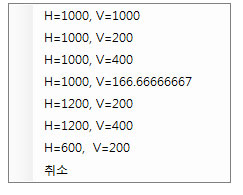 H=1000, V=1000
H=1000, V=200
H=1000, V=400
H=1000, V=166.66666667
H=1200, V=200
H=1200, V=400
H=600,  V=200
취소